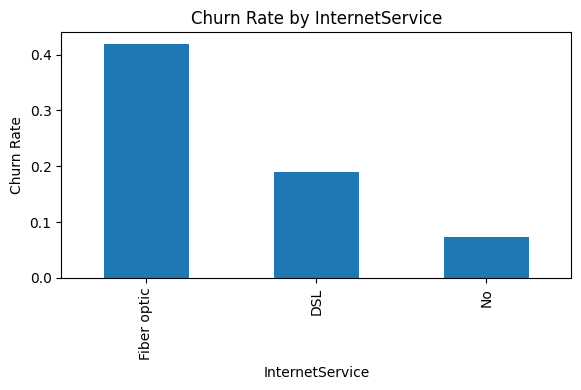 Churn Rate by InternetService
Churn Rate
0.4
0.3
0.2
0.1
0.0
Fiber optic
DSL
No
InternetService